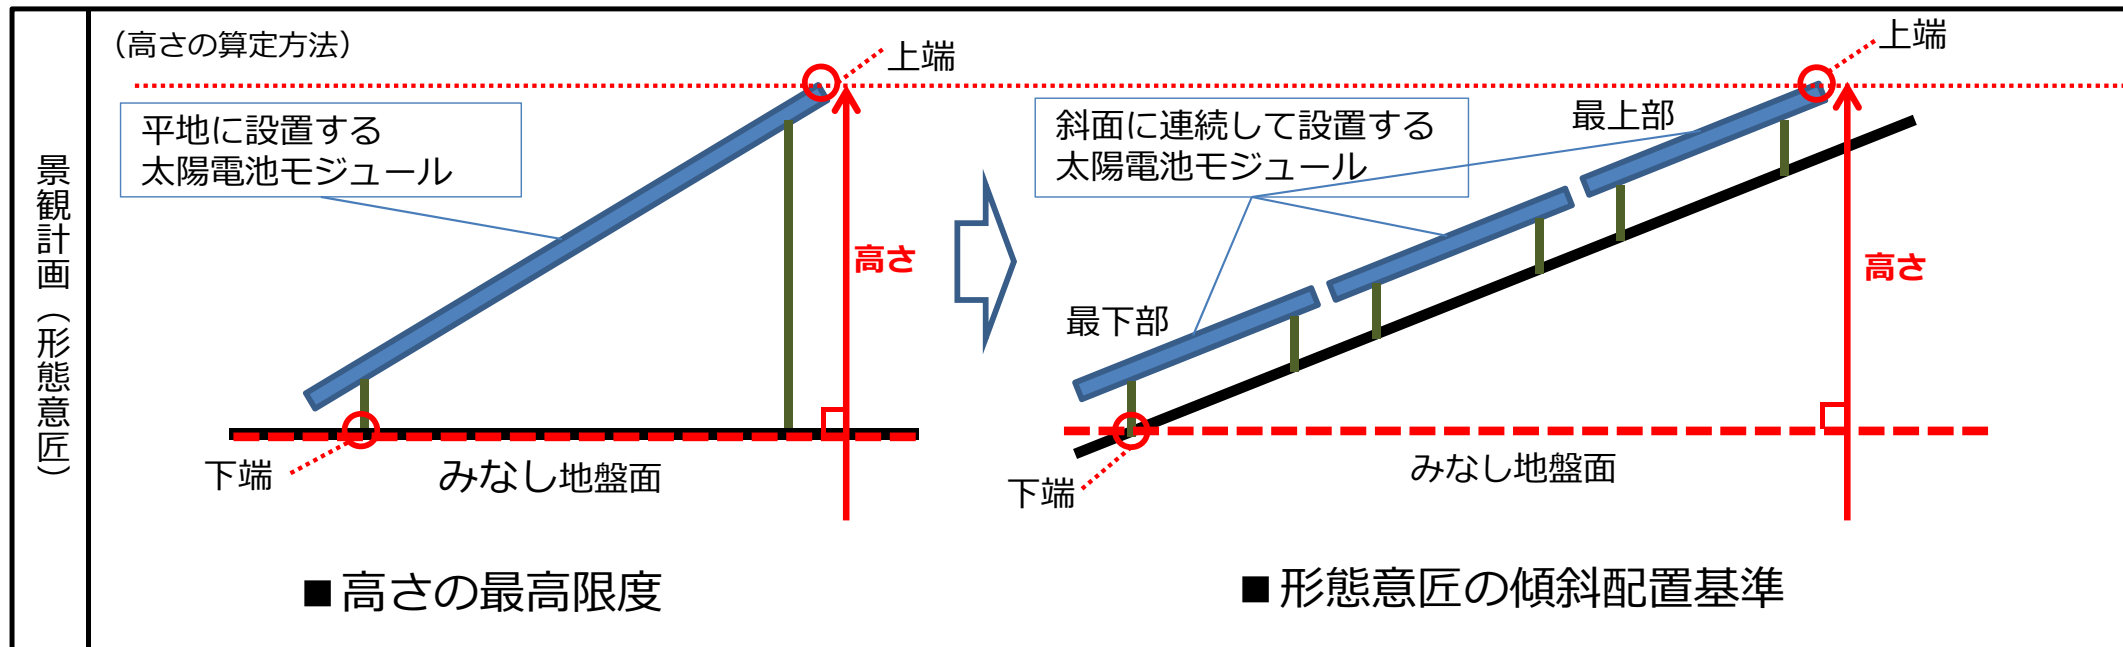 景観計画（形態意匠）
（高さの算定方法）
上端
平地に設置する
太陽電池モジュール
高さ
下端
みなし地盤面
■高さの最高限度
上端
斜面に連続して設置する
太陽電池モジュール
最上部
高さ
最下部
みなし地盤面
下端
■形態意匠の傾斜配置基準